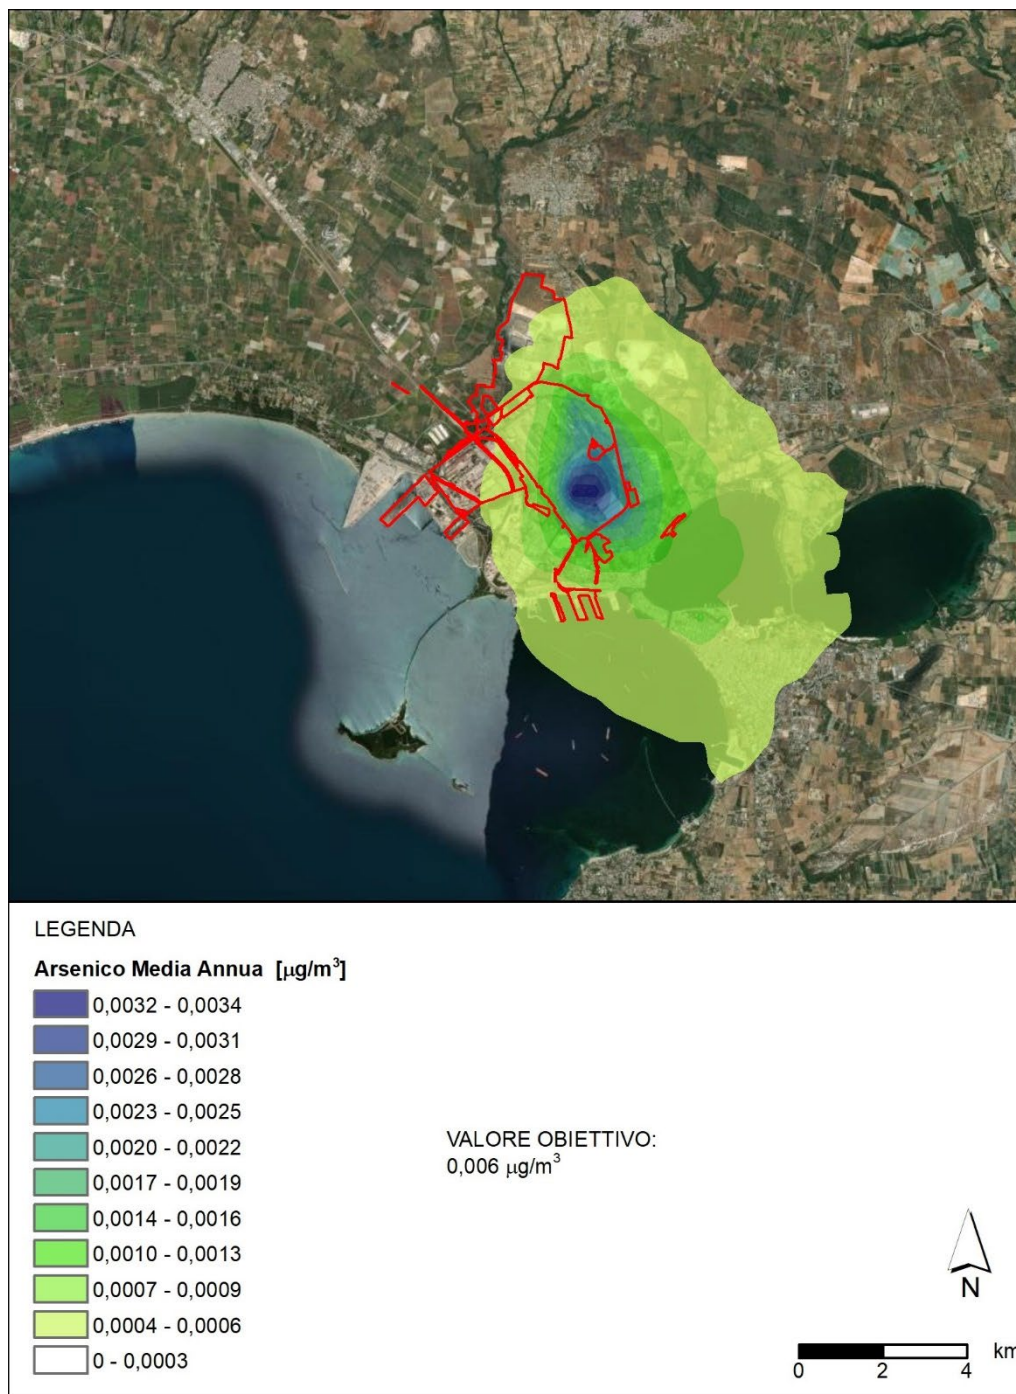 LEGENDA
Arsenico Media Annua [µg/m³]
0,0032 - 0,0034
0,0029 - 0,0031
0,0026 - 0,0028
0,0023 - 0,0025
0,0020 - 0,0022
0,0017 - 0,0019
0,0014 - 0,0016
0,0010 - 0,0013
0,0007 - 0,0009
0,0004 - 0,0006
0 - 0,0003
VALORE OBIETTIVO:
0,006 µg/m³
N
km
0 2 4